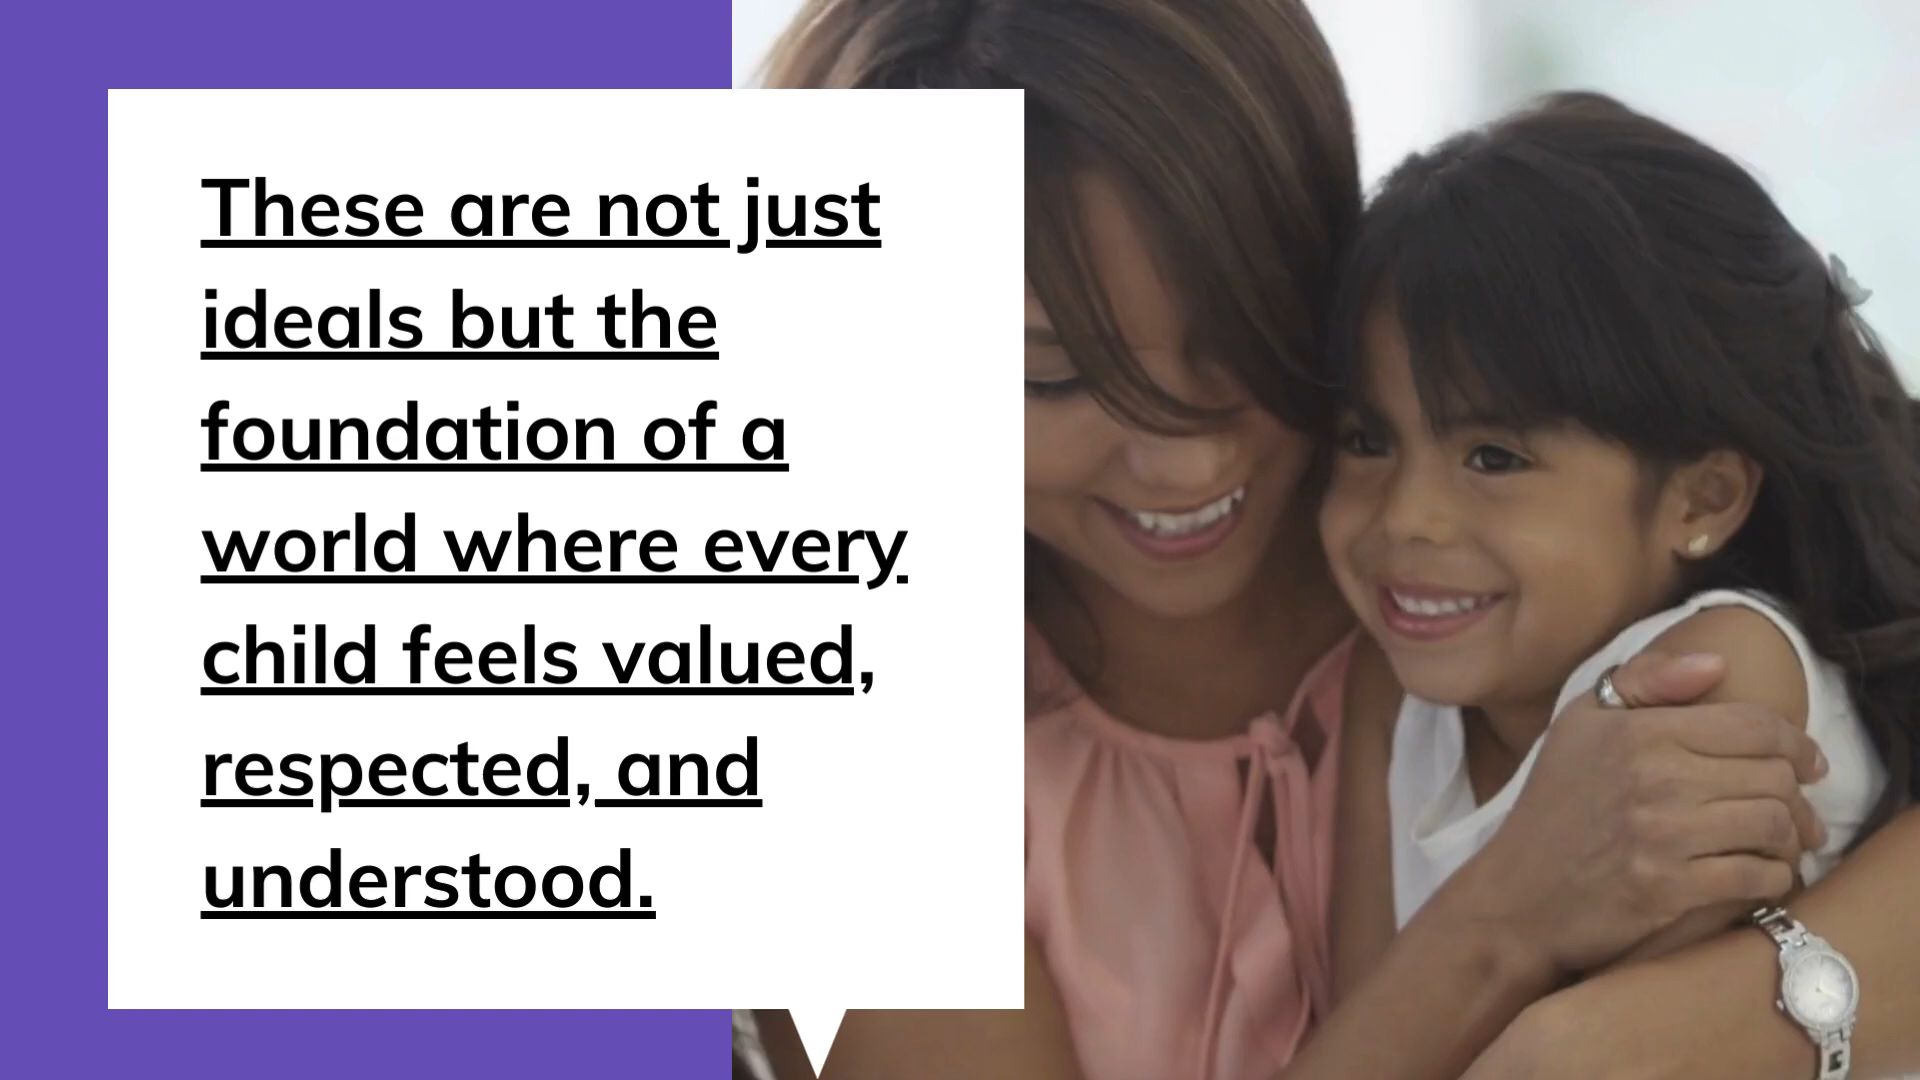 These are not just
ideals but the
foundation of a
world where every
child feels valued,
respected, and
understood.